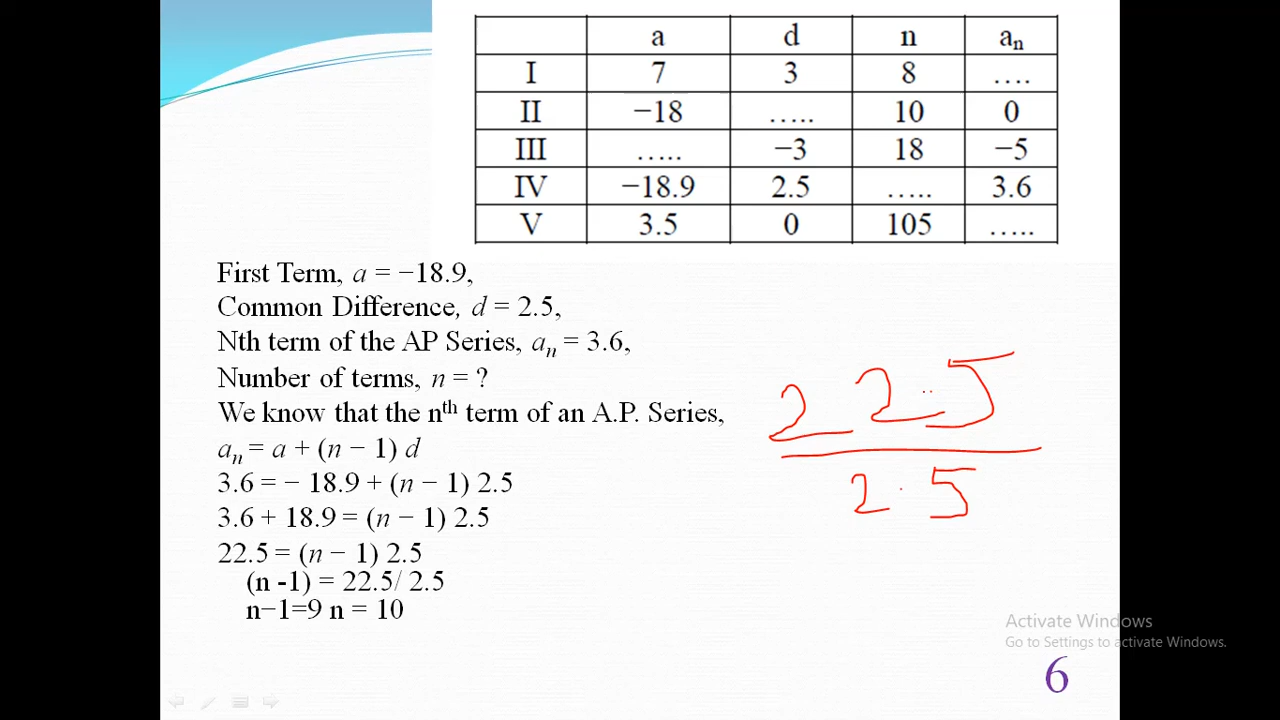 a d n an
I 7 3 8 ….
II −18 ….. 10 0
III ….. −3 18 −5
IV −18.9 2.5 ….. 3.6
V 3.5 0 105 …..
First Term, a = −18.9,
Common Difference, d = 2.5,
Nth term of the AP Series, an = 3.6,
Number of terms, n = ?
We know that the nth term of an A.P. Series,
an = a + (n − 1) d
3.6 = − 18.9 + (n − 1) 2.5
3.6 + 18.9 = (n − 1) 2.5
22.5 = (n − 1) 2.5
(n -1) = 22.5/ 2.5
n−1=9 n = 10
22.5
2.5
Activate Windows
Go to Settings to activate Windows.
6